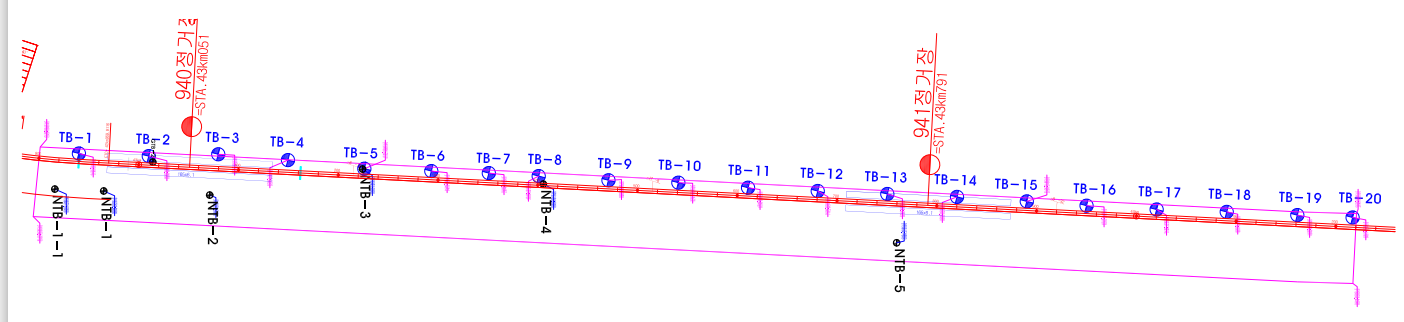 940정거장
=STA.43km051
941정거장
=STA.43km791
TB-1
TB-2
TB-3
TB-4
TB-5
TB-6
TB-7
TB-8
TB-9
TB-10
TB-11
TB-12
TB-13
TB-14
TB-15
TB-16
TB-17
TB-18
TB-19
TB-20
NTB-1-1
NTB-1
NTB-2
NTB-3
NTB-4
NTB-5